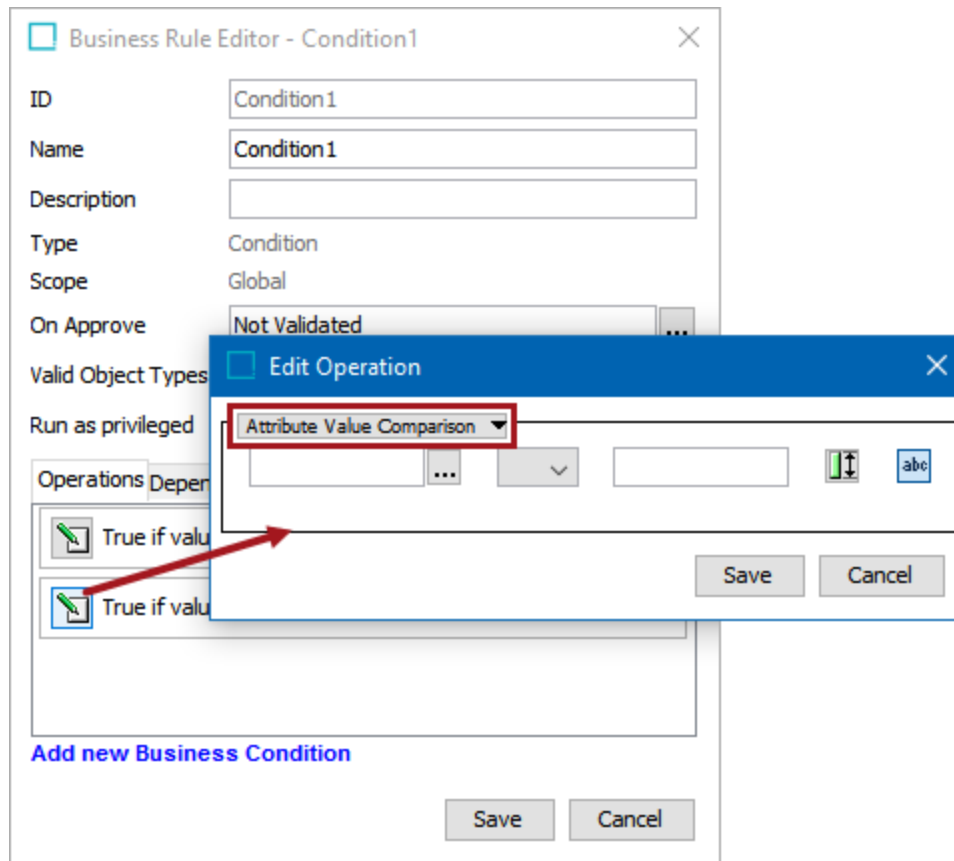 Business Rule Editor - Condition1
ID Condition1
Name Condition1
Description
Type Condition
Scope Global
On Approve Not Validated ...
Valid Object Types
Run as privileged
Edit Operation
Attribute Value Comparison
... abc
Save Cancel
Operations Depen
True if valu
True if valu
Add new Business Condition
Save Cancel